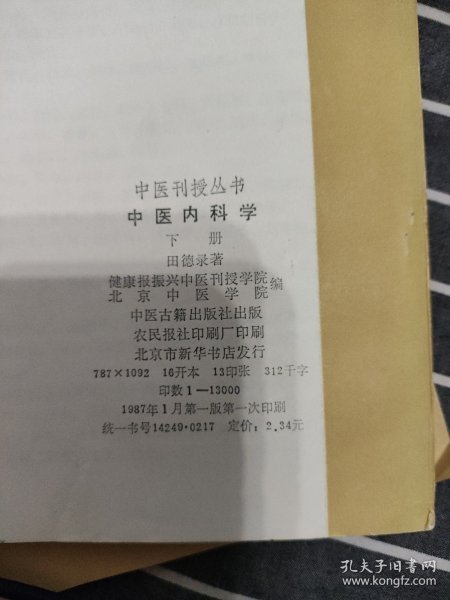 中医刊授丛书
中医内科学
下 册
田德录著
健康报振兴中医刊授学院
北京中医学院 编
中医古籍出版社出版
农民报社印刷厂印刷
北京市新华书店发行
787×1092 16开本 13印张 312千字
印数1—13000
1987年1月第一版第一次印刷
统一书号14249·0217 定价：2.34元
孔夫子旧书网
www.kongfz.com